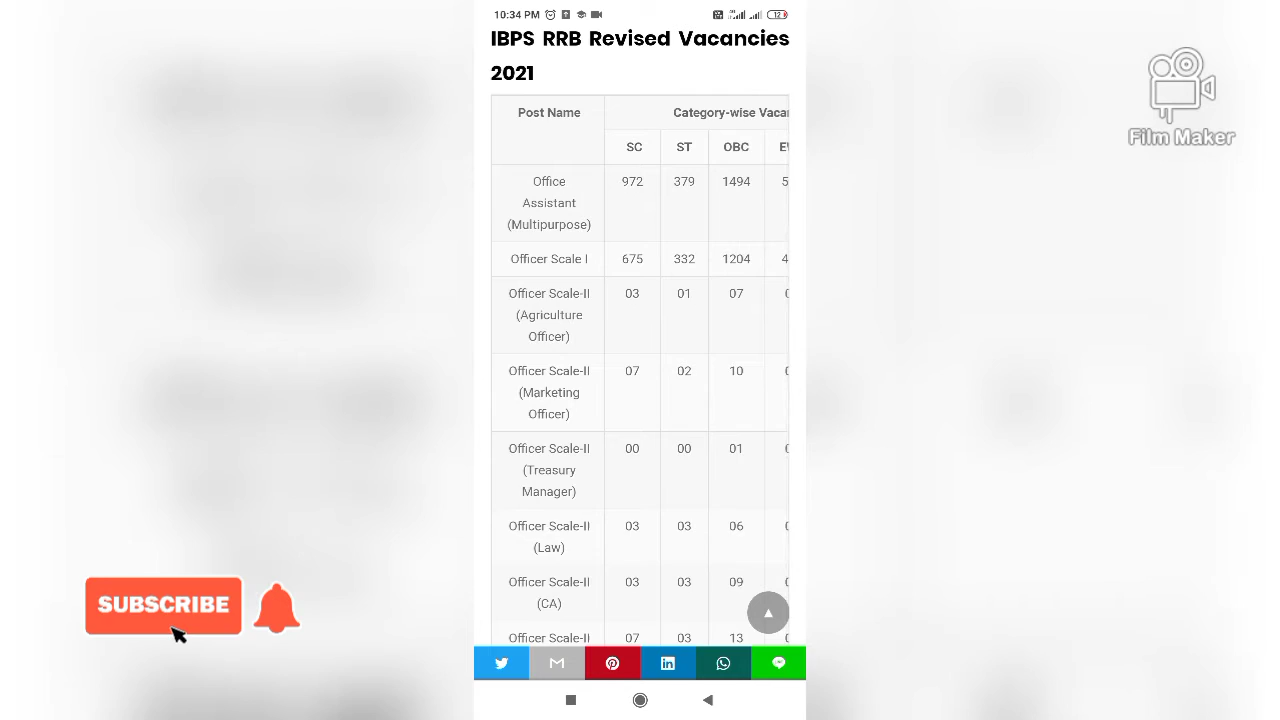 10:34 PM 12
IBPS RRB Revised Vacancies
2021
Film Maker
Post Name Category-wise
SC ST OBC
Office 972 379 1494
Assistant
(Multipurpose)
Officer Scale I 675 332 1204
Officer Scale-II 03 01 07
(Agriculture
Officer)
Officer Scale-II 07 02 10
(Marketing
Officer)
Officer Scale-II 00 00 01
(Treasury
Manager)
Officer Scale-II 03 03 06
(Law)
Officer Scale-II 03 03 09
(CA)
Officer Scale-II 07 03 13
SUBSCRIBE